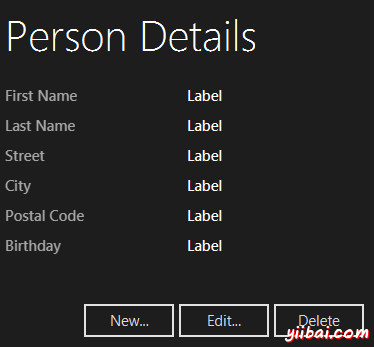 Person Details
First Name Label
Last Name Label
Street Label
City Label
Postal Code Label
Birthday Label
New... Edit... Delete
yiibai.com